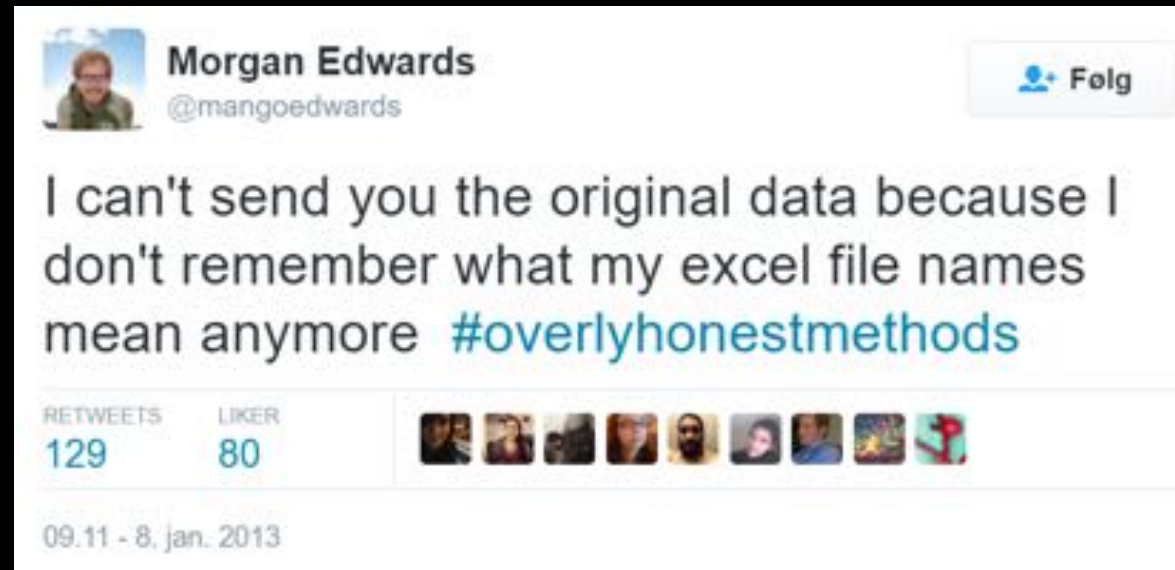 Morgan Edwards
@mangoedwards
Følg
I can't send you the original data because I
don't remember what my excel file names
mean anymore #overlyhonestmethods
RETWEETS LIKER
129 80
09.11 - 8. jan. 2013